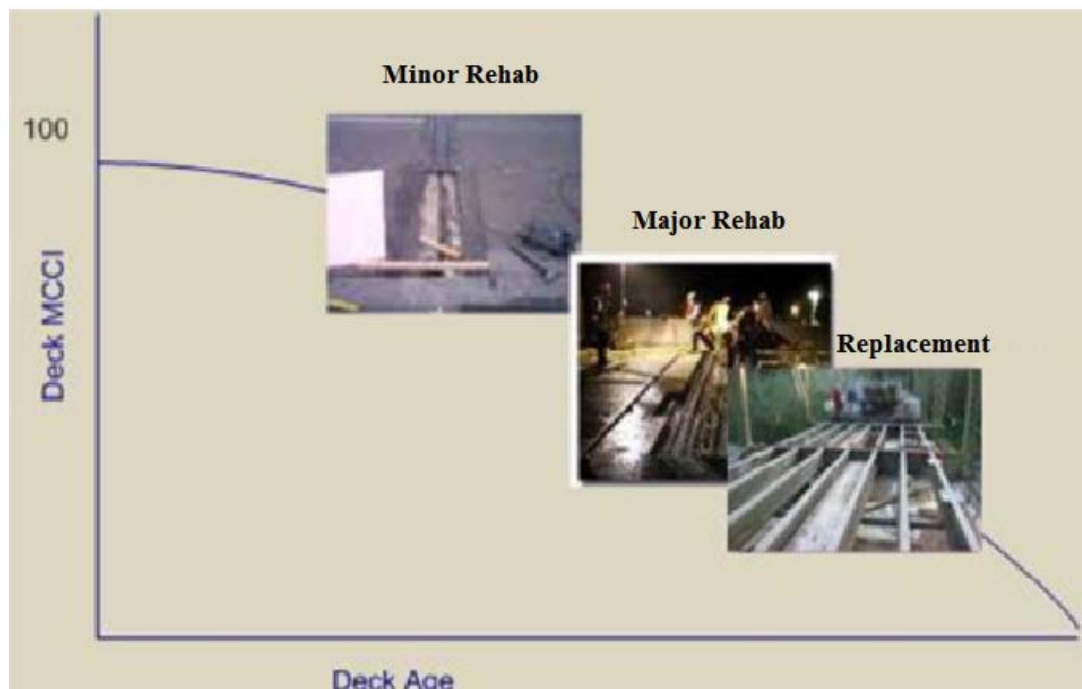 Minor Rehab
100
Major Rehab
Deck MCCI
Replacement
Deck Age